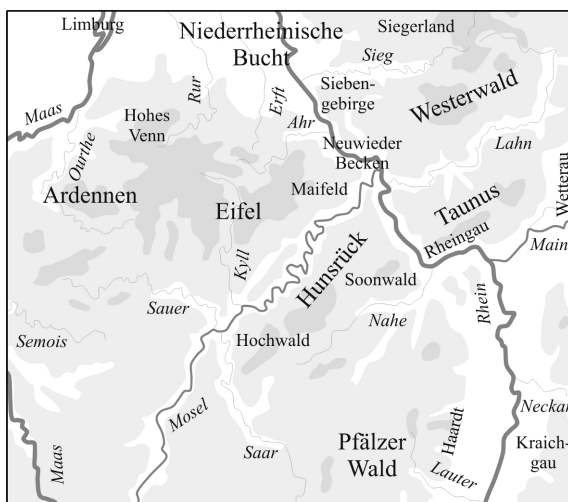 Limburg
Niederrheinische
Bucht
Siegerland
Sieg
Sieben-
gebirge
Westerwald
Maas
Rur
Erft
Hohes
Venn
Ahr
Ourthe
Neuwieder
Becken
Lahn
Ardennen
Eifel
Maifeld
Taunus
Wetterau
Rheingau
Main
Kyll
Hunsrück
Soonwald
Rhein
Sauer
Nahe
Semois
Hochwald
Mosel
Haardt
Neckar
Maas
Saar
Pfälzer
Wald
Kraich-
gau
Lauter